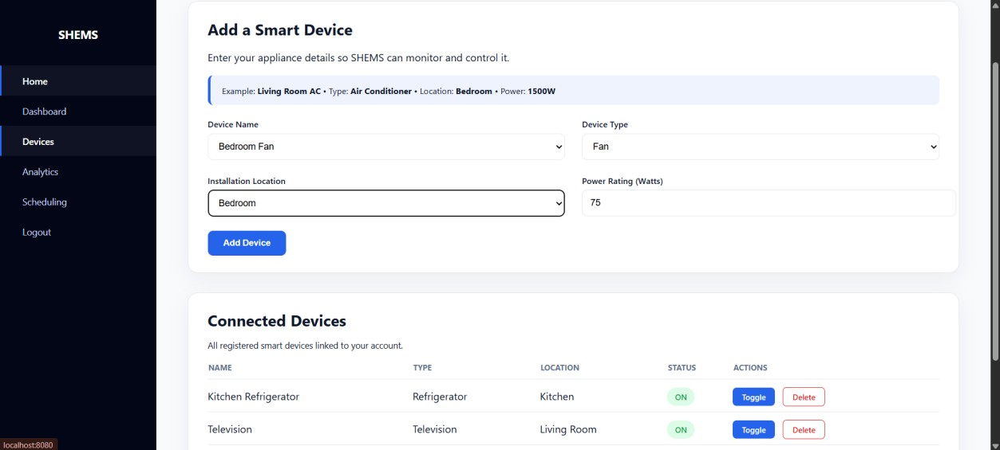 SHEMS
Home
Dashboard
Devices
Analytics
Scheduling
Logout
localhost:8080
Add a Smart Device
Enter your appliance details so SHEMS can monitor and control it.
Example: Living Room AC • Type: Air Conditioner • Location: Bedroom • Power: 1500W
Device Name
Bedroom Fan
Device Type
Fan
Installation Location
Bedroom
Power Rating (Watts)
75
Add Device
Connected Devices
All registered smart devices linked to your account.
NAME TYPE LOCATION STATUS ACTIONS
Kitchen Refrigerator Refrigerator Kitchen ON Toggle Delete
Television Television Living Room ON Toggle Delete